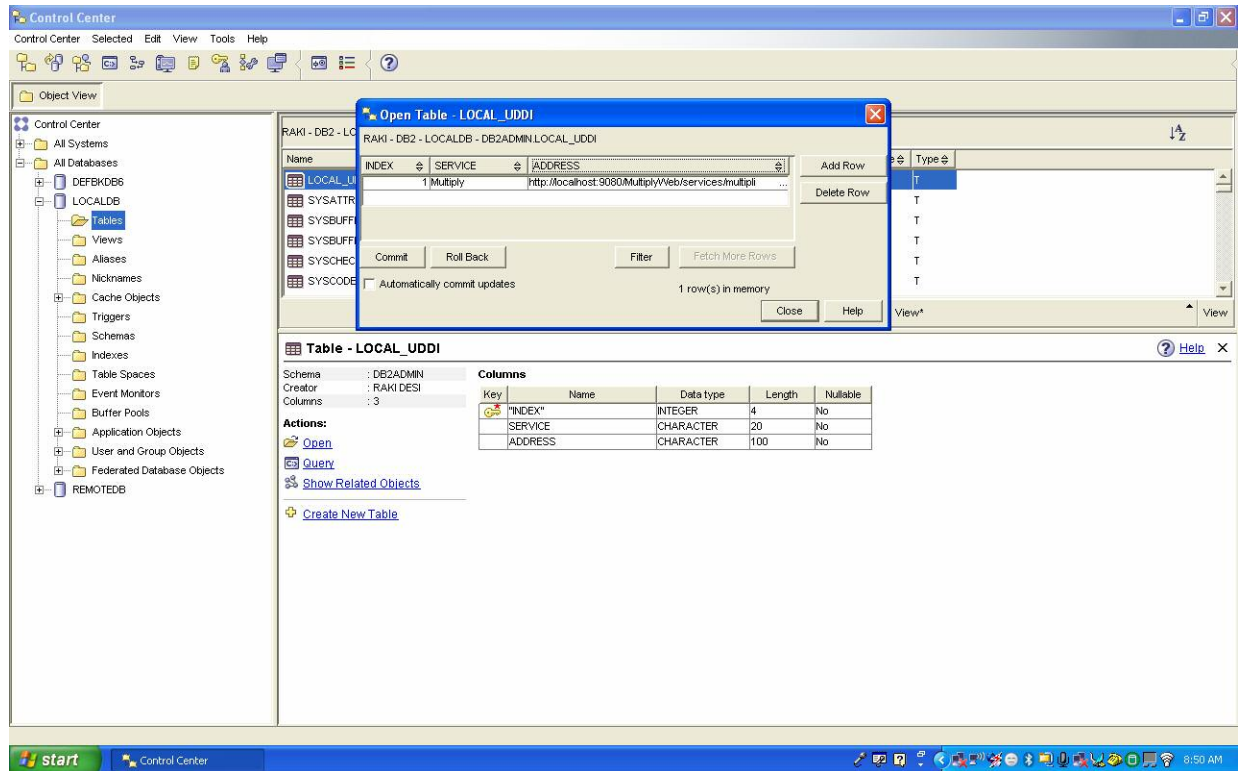 Control Center
Control Center Selected Edit View Tools Help
Object View
Control Center
All Systems
All Databases
DEFBKDB6
LOCALDB
Tables
Views
Aliases
Nicknames
Cache Objects
Triggers
Schemas
Indexes
Table Spaces
Event Monitors
Buffer Pools
Application Objects
User and Group Objects
Federated Database Objects
REMOTEDB
RAKI - DB2 - LO
Name
Type
LOCAL_U
T
SYSATTR
T
SYSBUFF
T
SYSBUFF
T
SYSCHEC
T
SYSCODE
T
View*
View
Open Table - LOCAL_UDDI
RAKI - DB2 - LOCALDB - DB2ADMIN.LOCAL_UDDI
INDEX SERVICE ADDRESS
1 Multiply http://localhost:9080/MultiplyWeb/services/multipli ...
Add Row
Delete Row
Commit Roll Back Filter Fetch More Rows
Automatically commit updates
1 row(s) in memory
Close Help
Table - LOCAL_UDDI
Help X
Schema : DB2ADMIN
Creator : RAKI DESI
Columns : 3
Actions:
Open
Query
Show Related Objects
Create New Table
Columns
Key Name Data type Length Nullable
"INDEX" INTEGER 4 No
SERVICE CHARACTER 20 No
ADDRESS CHARACTER 100 No
start
Control Center
8:50 AM